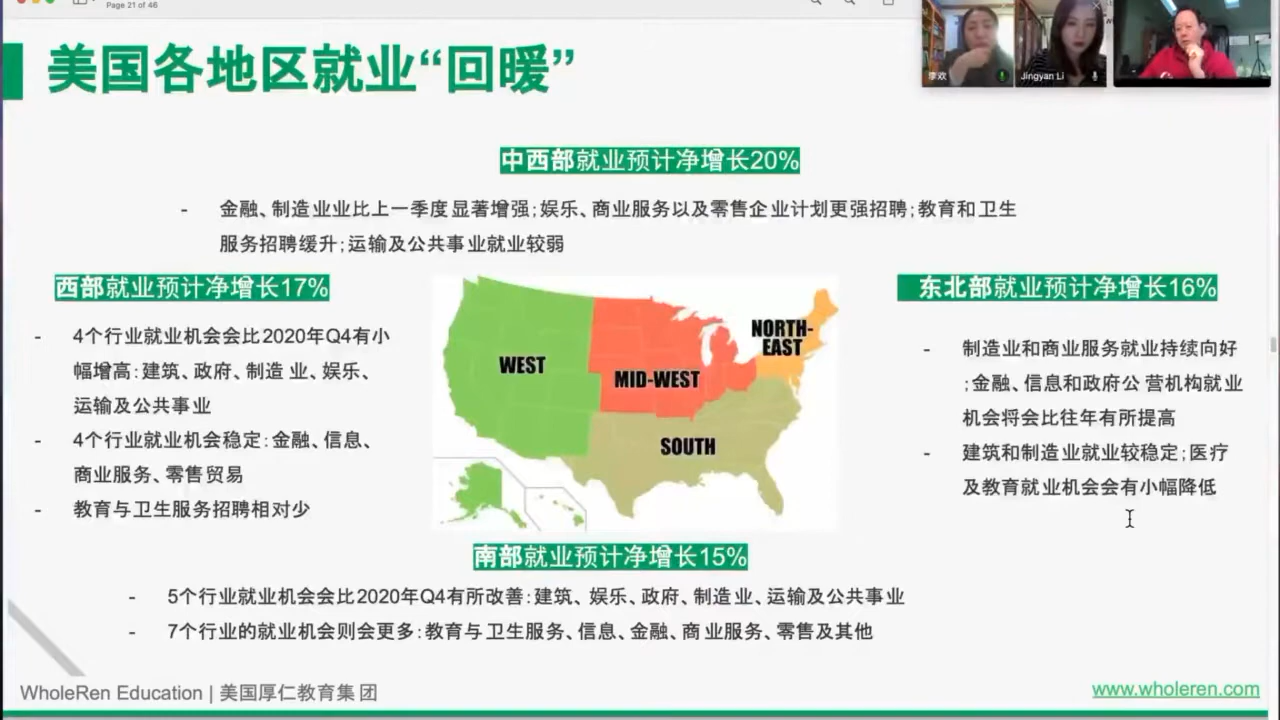 Page 21 of 46
美国各地区就业“回暖”
李欢
Jingyan Li
中西部就业预计净增长20%
- 金融、制造业业比上一季度显著增强;娱乐、商业服务以及零售企业计划更强招聘;教育和卫生
服务招聘缓升;运输及公共事业就业较弱
西部就业预计净增长17%
- 4个行业就业机会会比2020年Q4有小
幅增高:建筑、政府、制造 业、娱乐、
运输及公共事业
- 4个行业就业机会稳定:金融、信息、
商业服务、零售贸易
- 教育与卫生服务招聘相对少
WEST
MID-WEST
NORTH-
EAST
SOUTH
东北部就业预计净增长16%
- 制造业和商业服务就业持续向好
;金融、信息和政府公 营机构就业
机会将会比往年有所提高
- 建筑和制造业就业较稳定;医疗
及教育就业机会会有小幅降低
南部就业预计净增长15%
- 5个行业就业机会会比2020年Q4有所改善:建筑、娱乐、政府、制造业、运输及公共事业
- 7个行业的就业机会则会更多:教育与卫生服务、信息、金融、商业服务、零售及其他
WholeRen Education | 美国厚仁教育集团
www.wholeren.com